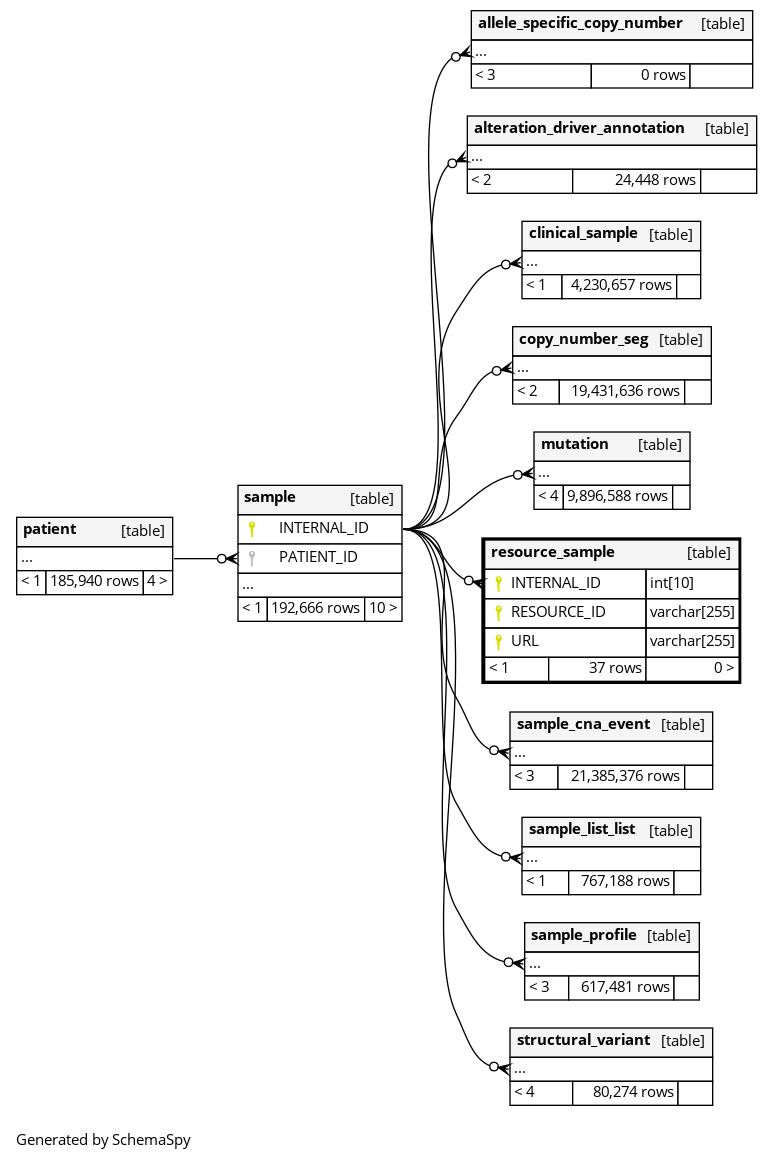 allele_specific_copy_number [table]
...
< 3 0 rows
alteration_driver_annotation [table]
...
< 2 24,448 rows
clinical_sample [table]
...
< 1 4,230,657 rows
copy_number_seg [table]
...
< 2 19,431,636 rows
mutation [table]
...
< 4 9,896,588 rows
patient [table]
...
< 1 185,940 rows 4 >
sample [table]
INTERNAL_ID
PATIENT_ID
...
< 1 192,666 rows 10 >
resource_sample [table]
INTERNAL_ID int[10]
RESOURCE_ID varchar[255]
URL varchar[255]
< 1 37 rows 0 >
sample_cna_event [table]
...
< 3 21,385,376 rows
sample_list_list [table]
...
< 1 767,188 rows
sample_profile [table]
...
< 3 617,481 rows
structural_variant [table]
...
< 4 80,274 rows
Generated by SchemaSpy